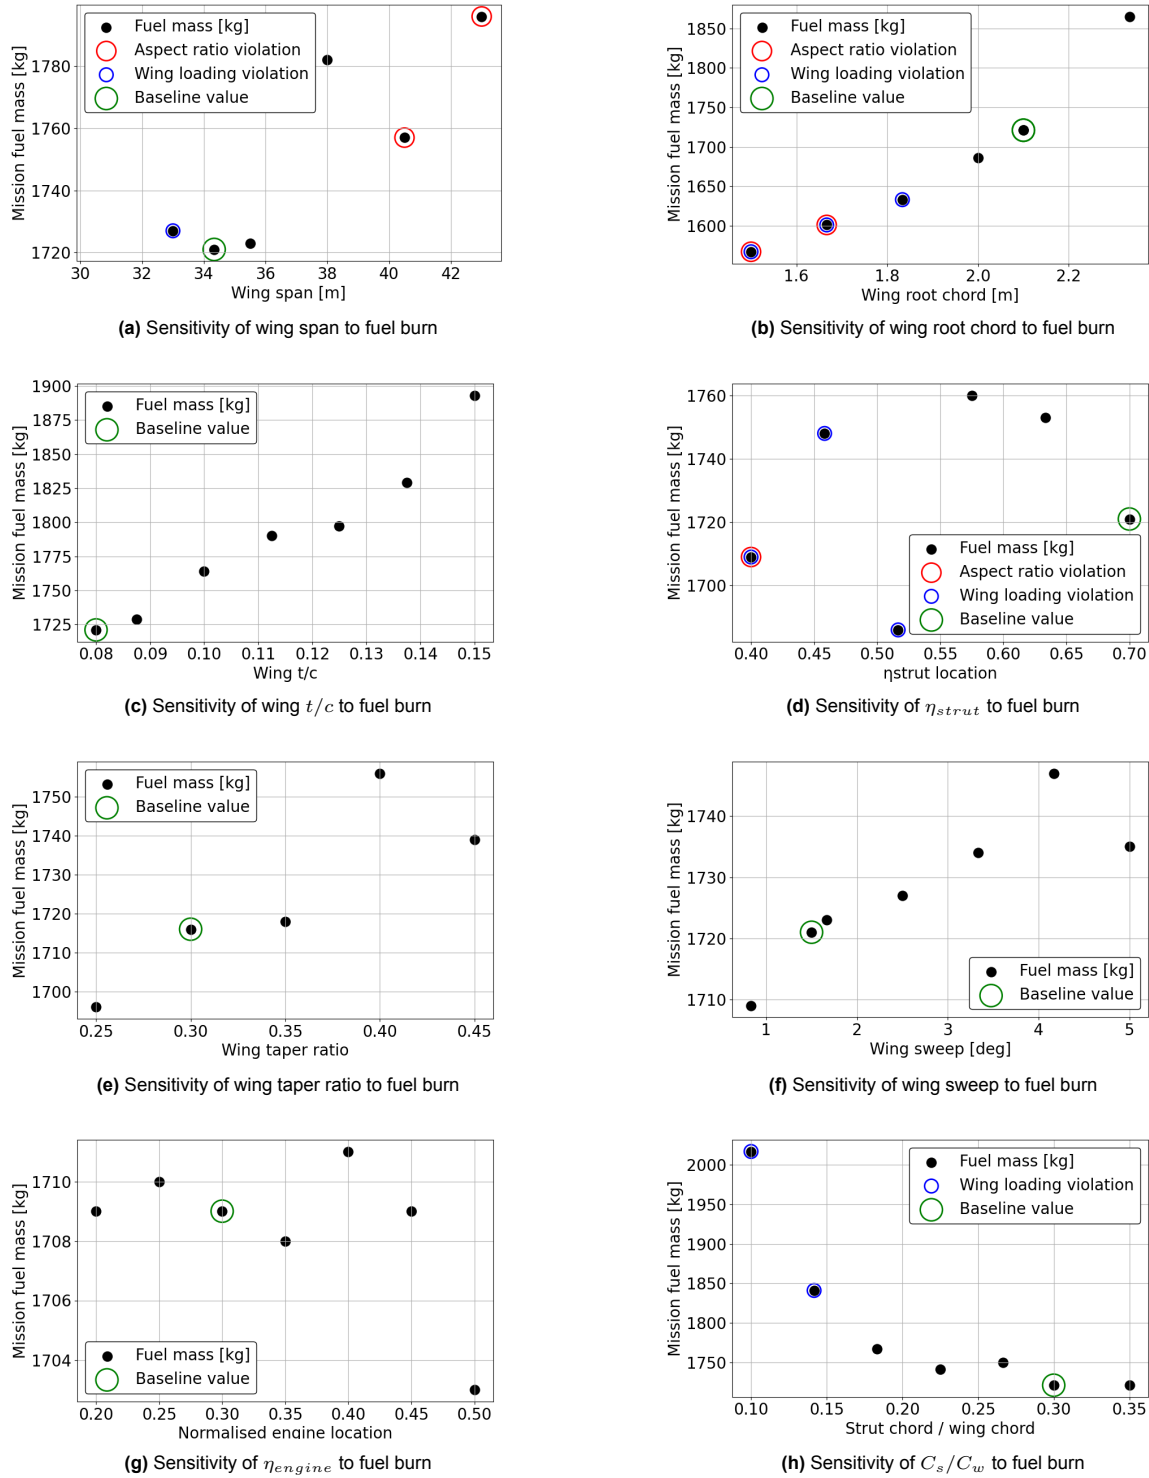 Mission fuel mass [kg]
1780
1760
1740
1720
Fuel mass [kg]
Aspect ratio violation
Wing loading violation
Baseline value
30 32 34 36 38 40 42
Wing span [m]
(a) Sensitivity of wing span to fuel burn
Mission fuel mass [kg]
1850
1800
1750
1700
1650
1600
Fuel mass [kg]
Aspect ratio violation
Wing loading violation
Baseline value
1.6 1.8 2.0 2.2
Wing root chord [m]
(b) Sensitivity of wing root chord to fuel burn
Mission fuel mass [kg]
1900
1875
1850
1825
1800
1775
1750
1725
Fuel mass [kg]
Baseline value
0.08 0.09 0.10 0.11 0.12 0.13 0.14 0.15
Wing t/c
(c) Sensitivity of wing t/c to fuel burn
Mission fuel mass [kg]
1760
1740
1720
1700
Fuel mass [kg]
Aspect ratio violation
Wing loading violation
Baseline value
0.40 0.45 0.50 0.55 0.60 0.65 0.70
ηstrut location
(d) Sensitivity of η_strut to fuel burn
Mission fuel mass [kg]
1750
1740
1730
1720
1710
1700
Fuel mass [kg]
Baseline value
0.25 0.30 0.35 0.40 0.45
Wing taper ratio
(e) Sensitivity of wing taper ratio to fuel burn
Mission fuel mass [kg]
1740
1730
1720
1710
Fuel mass [kg]
Baseline value
1 2 3 4 5
Wing sweep [deg]
(f) Sensitivity of wing sweep to fuel burn
Mission fuel mass [kg]
1710
1708
1706
1704
Fuel mass [kg]
Baseline value
0.20 0.25 0.30 0.35 0.40 0.45 0.50
Normalised engine location
(g) Sensitivity of η_engine to fuel burn
Mission fuel mass [kg]
2000
1950
1900
1850
1800
1750
Fuel mass [kg]
Wing loading violation
Baseline value
0.10 0.15 0.20 0.25 0.30 0.35
Strut chord / wing chord
(h) Sensitivity of C_s/C_w to fuel burn